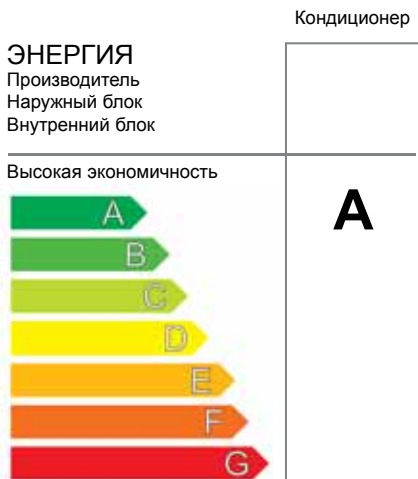 Кондиционер
ЭНЕРГИЯ
Производитель
Наружный блок
Внутренний блок
Высокая экономичность
A
A
B
C
D
E
F
G